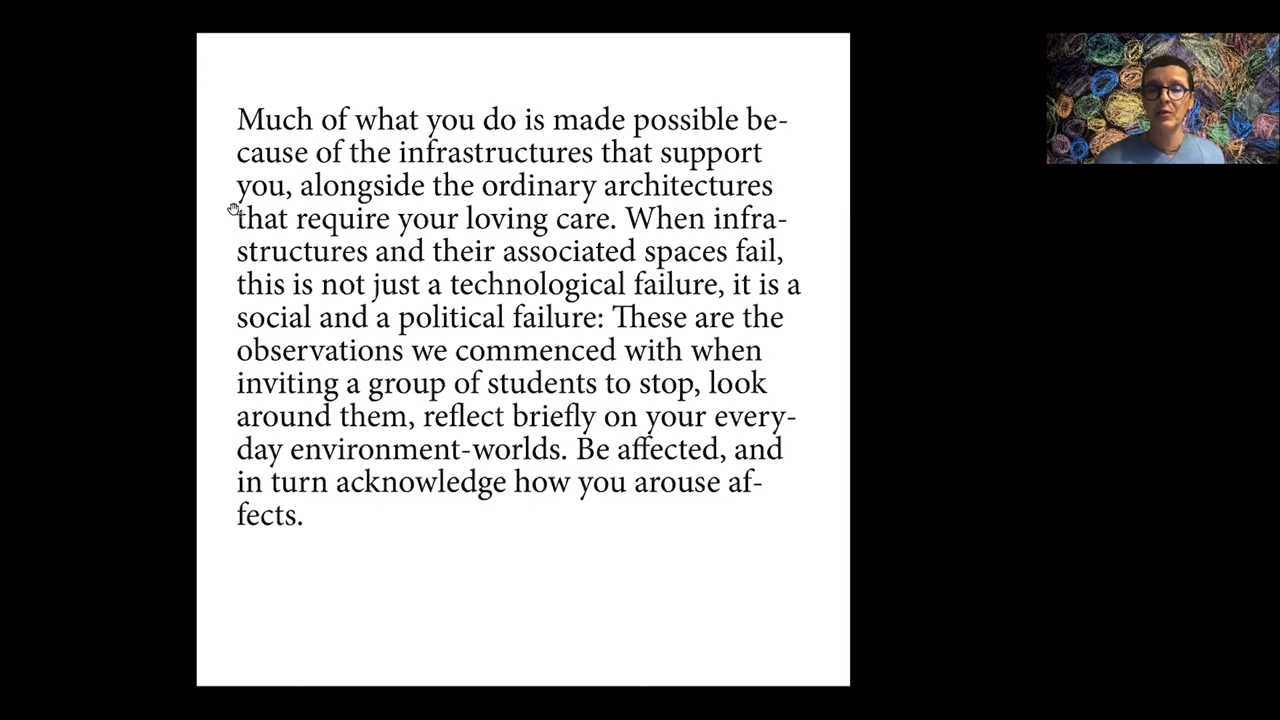 Much of what you do is made possible be-
cause of the infrastructures that support
you, alongside the ordinary architectures
that require your loving care. When infra-
structures and their associated spaces fail,
this is not just a technological failure, it is a
social and a political failure: These are the
observations we commenced with when
inviting a group of students to stop, look
around them, reflect briefly on your every-
day environment-worlds. Be affected, and
in turn acknowledge how you arouse af-
fects.